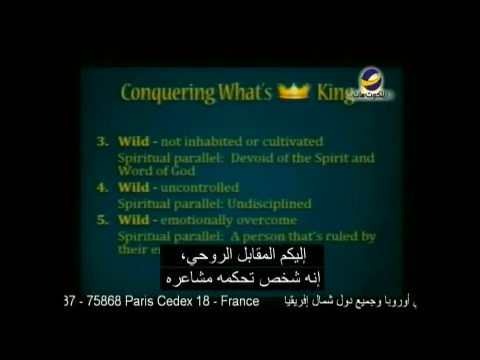 Conquering What's King
3. Wild - not inhabited or cultivated
Spiritual parallel: Devoid of the Spirit and
Word of God
4. Wild - uncontrolled
Spiritual parallel: Undisciplined
5. Wild - emotionally overcome
Spiritual parallel: A person that's ruled by
their
إليكم المقابل الروحي،
إنه شخص تحكمه مشاعره
37 - 75868 Paris Cedex 18 - France
أوروبا وجميع دول شمال إفريقيا